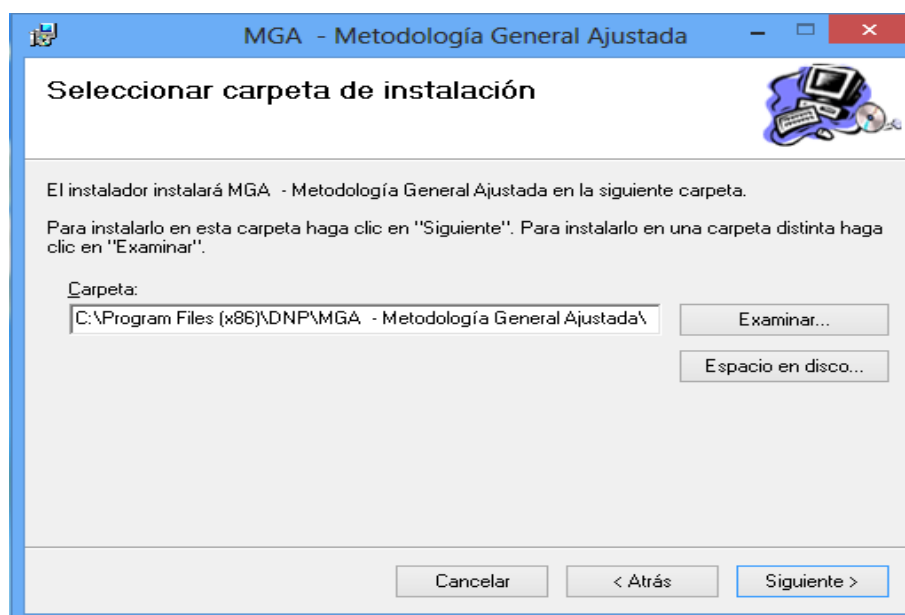 MGA  - Metodología General Ajustada
Seleccionar carpeta de instalación
El instalador instalará MGA  - Metodología General Ajustada en la siguiente carpeta.
Para instalarlo en esta carpeta haga clic en "Siguiente". Para instalarlo en una carpeta distinta haga
clic en "Examinar".
Carpeta:
C:\Program Files (x86)\DNP\MGA  - Metodología General Ajustada\
Examinar...
Espacio en disco...
Cancelar
< Atrás
Siguiente >